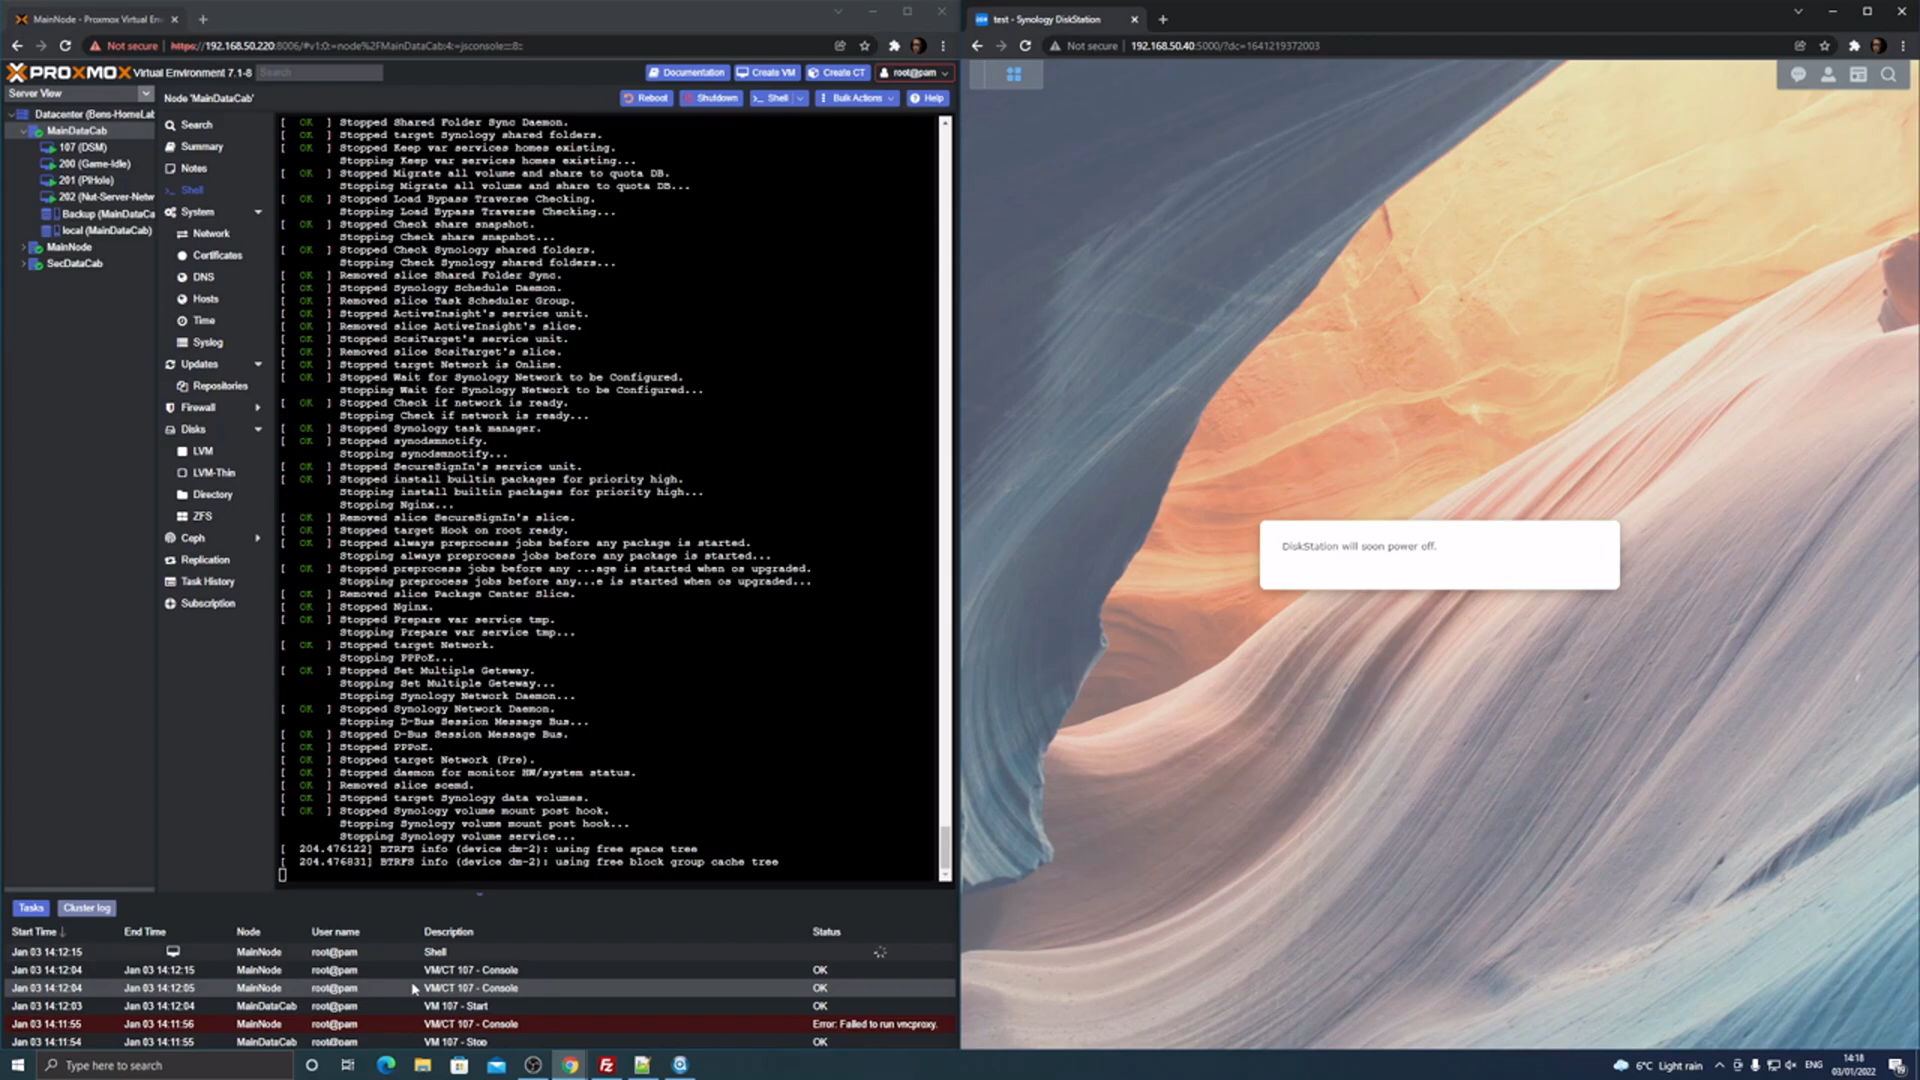 MainNode - Proxmox Virtual En
Not secure
https://192.168.50.220:8006/#v1:0:=node%2FMainDataCab:4:=jsconsole::::8::
PROXMOX Virtual Environment 7.1-8
Search
Documentation
Create VM
Create CT
root@pam
Server View
Node 'MainDataCab'
Reboot
Shutdown
Shell
Bulk Actions
Help
Datacenter (Bens-HomeLab
MainDataCab
107 (DSM)
200 (Game-Idle)
201 (PiHole)
202 (Nut-Server-Netw
Backup (MainDataCa
local (MainDataCab)
MainNode
SecDataCab
Search
Summary
Notes
Shell
System
Network
Certificates
DNS
Hosts
Time
Syslog
Updates
Repositories
Firewall
Disks
LVM
LVM-Thin
Directory
ZFS
Ceph
Replication
Task History
Subscription
[ OK ] Stopped Shared Folder Sync Daemon.
[ OK ] Stopped target Synology shared folders.
[ OK ] Stopped Keep var services homes existing.
Stopping Keep var services homes existing...
[ OK ] Stopped Migrate all volume and share to quota DB.
Stopping Migrate all volume and share to quota DB...
[ OK ] Stopped Load Bypass Traverse Checking.
Stopping Load Bypass Traverse Checking...
[ OK ] Stopped Check share snapshot.
Stopping Check share snapshot...
[ OK ] Stopped Check Synology shared folders.
Stopping Check Synology shared folders...
[ OK ] Removed slice Shared Folder Sync.
[ OK ] Stopped Synology Schedule Daemon.
[ OK ] Removed slice Task Scheduler Group.
[ OK ] Stopped ActiveInsight's service unit.
[ OK ] Removed slice ActiveInsight's slice.
[ OK ] Stopped ScsiTarget's service unit.
[ OK ] Removed slice ScsiTarget's slice.
[ OK ] Stopped target Network is Online.
[ OK ] Stopped Wait for Synology Network to be Configured.
Stopping Wait for Synology Network to be Configured...
[ OK ] Stopped Check if network is ready.
Stopping Check if network is ready...
[ OK ] Stopped Synology task manager.
[ OK ] Stopped synodsmnotify.
Stopping synodsmnotify...
[ OK ] Stopped SecureSignIn's service unit.
[ OK ] Stopped install builtin packages for priority high.
Stopping install builtin packages for priority high...
Stopping Nginx...
[ OK ] Removed slice SecureSignIn's slice.
[ OK ] Stopped target Hook on root ready.
[ OK ] Stopped always preprocess jobs before any package is started.
Stopping always preprocess jobs before any package is started...
[ OK ] Stopped preprocess jobs before any ...age is started when os upgraded.
Stopping preprocess jobs before any...e is started when os upgraded...
[ OK ] Removed slice Package Center Slice.
[ OK ] Stopped Nginx.
[ OK ] Stopped Prepare var service tmp.
Stopping Prepare var service tmp...
[ OK ] Stopped target Network.
Stopping PPPoE...
[ OK ] Stopped Set Multiple Geteway.
Stopping Set Multiple Geteway...
Stopping Synology Network Daemon...
[ OK ] Stopped Synology Network Daemon.
Stopping D-Bus Session Message Bus...
[ OK ] Stopped D-Bus Session Message Bus.
[ OK ] Stopped PPPoE.
[ OK ] Stopped target Network (Pre).
[ OK ] Stopped daemon for monitor HW/system status.
[ OK ] Removed slice scemd.
[ OK ] Stopped target Synology data volumes.
[ OK ] Stopped Synology volume mount post hook.
Stopping Synology volume mount post hook...
Stopping Synology volume service...
[ 204.476122] BTRFS info (device dm-2): using free space tree
[ 204.476831] BTRFS info (device dm-2): using free block group cache tree
Tasks
Cluster log
Start Time End Time Node User name Description Status
Jan 03 14:12:15 MainNode root@pam Shell
Jan 03 14:12:04 Jan 03 14:12:15 MainNode root@pam VM/CT 107 - Console OK
Jan 03 14:12:04 Jan 03 14:12:05 MainNode root@pam VM/CT 107 - Console OK
Jan 03 14:12:03 Jan 03 14:12:04 MainDataCab root@pam VM 107 - Start OK
Jan 03 14:11:55 Jan 03 14:11:56 MainNode root@pam VM/CT 107 - Console Error: Failed to run vncproxy.
Jan 03 14:11:54 Jan 03 14:11:55 MainDataCab root@pam VM 107 - Stop OK
test - Synology DiskStation
Not secure
192.168.50.40:5000/?dc=1641219372003
DiskStation will soon power off.
Type here to search
6°C Light rain
ENG
14:18
03/01/2022